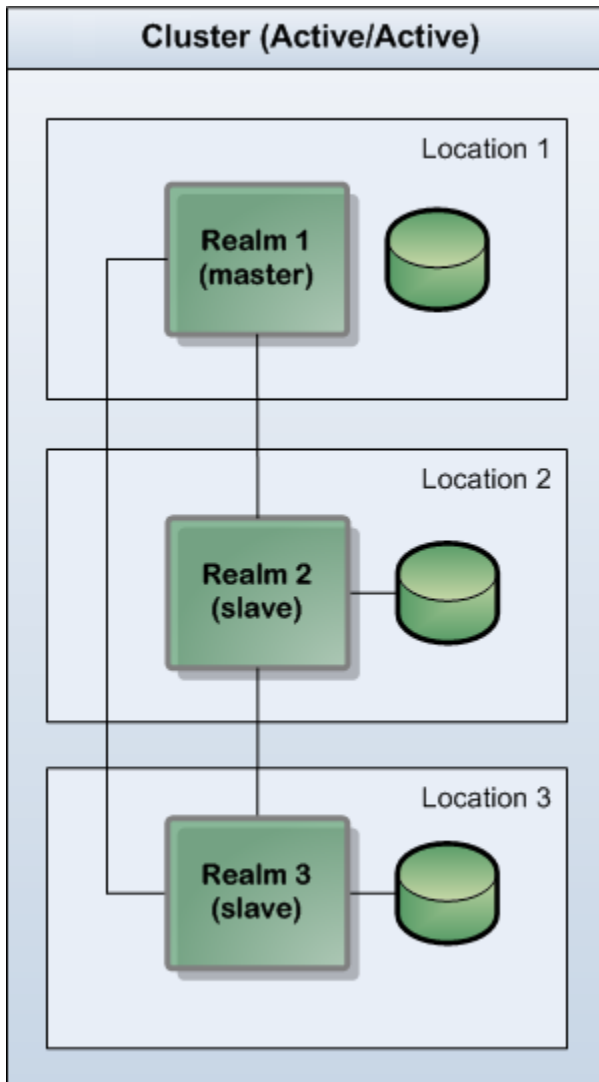 Cluster (Active/Active)
Location 1
Realm 1
(master)
Location 2
Realm 2
(slave)
Location 3
Realm 3
(slave)